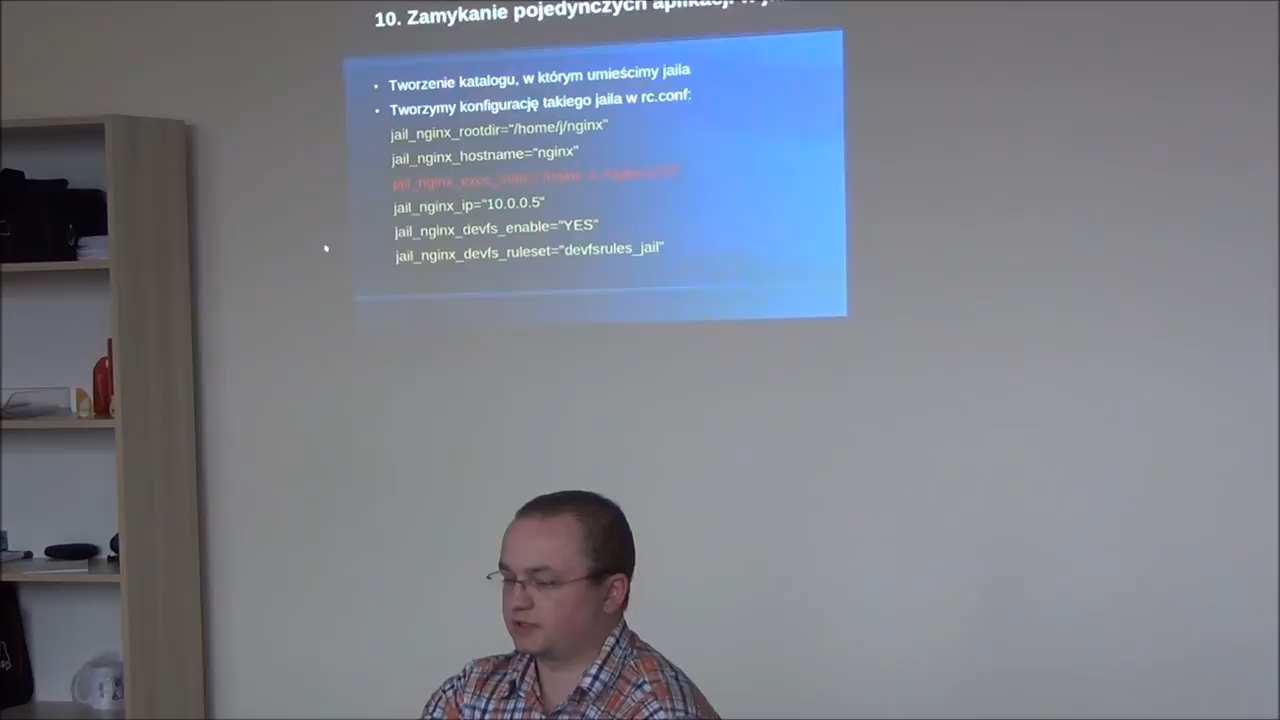 10. Zamykanie pojedynczych aplikacji w
• Tworzenie katalogu, w którym umieścimy jaila
• Tworzymy konfigurację takiego jaila w rc.conf:
jail_nginx_rootdir="/home/j/nginx"
jail_nginx_hostname="nginx"
jail_nginx_ip="10.0.0.5"
jail_nginx_devfs_enable="YES"
jail_nginx_devfs_ruleset="devfsrules_jail"